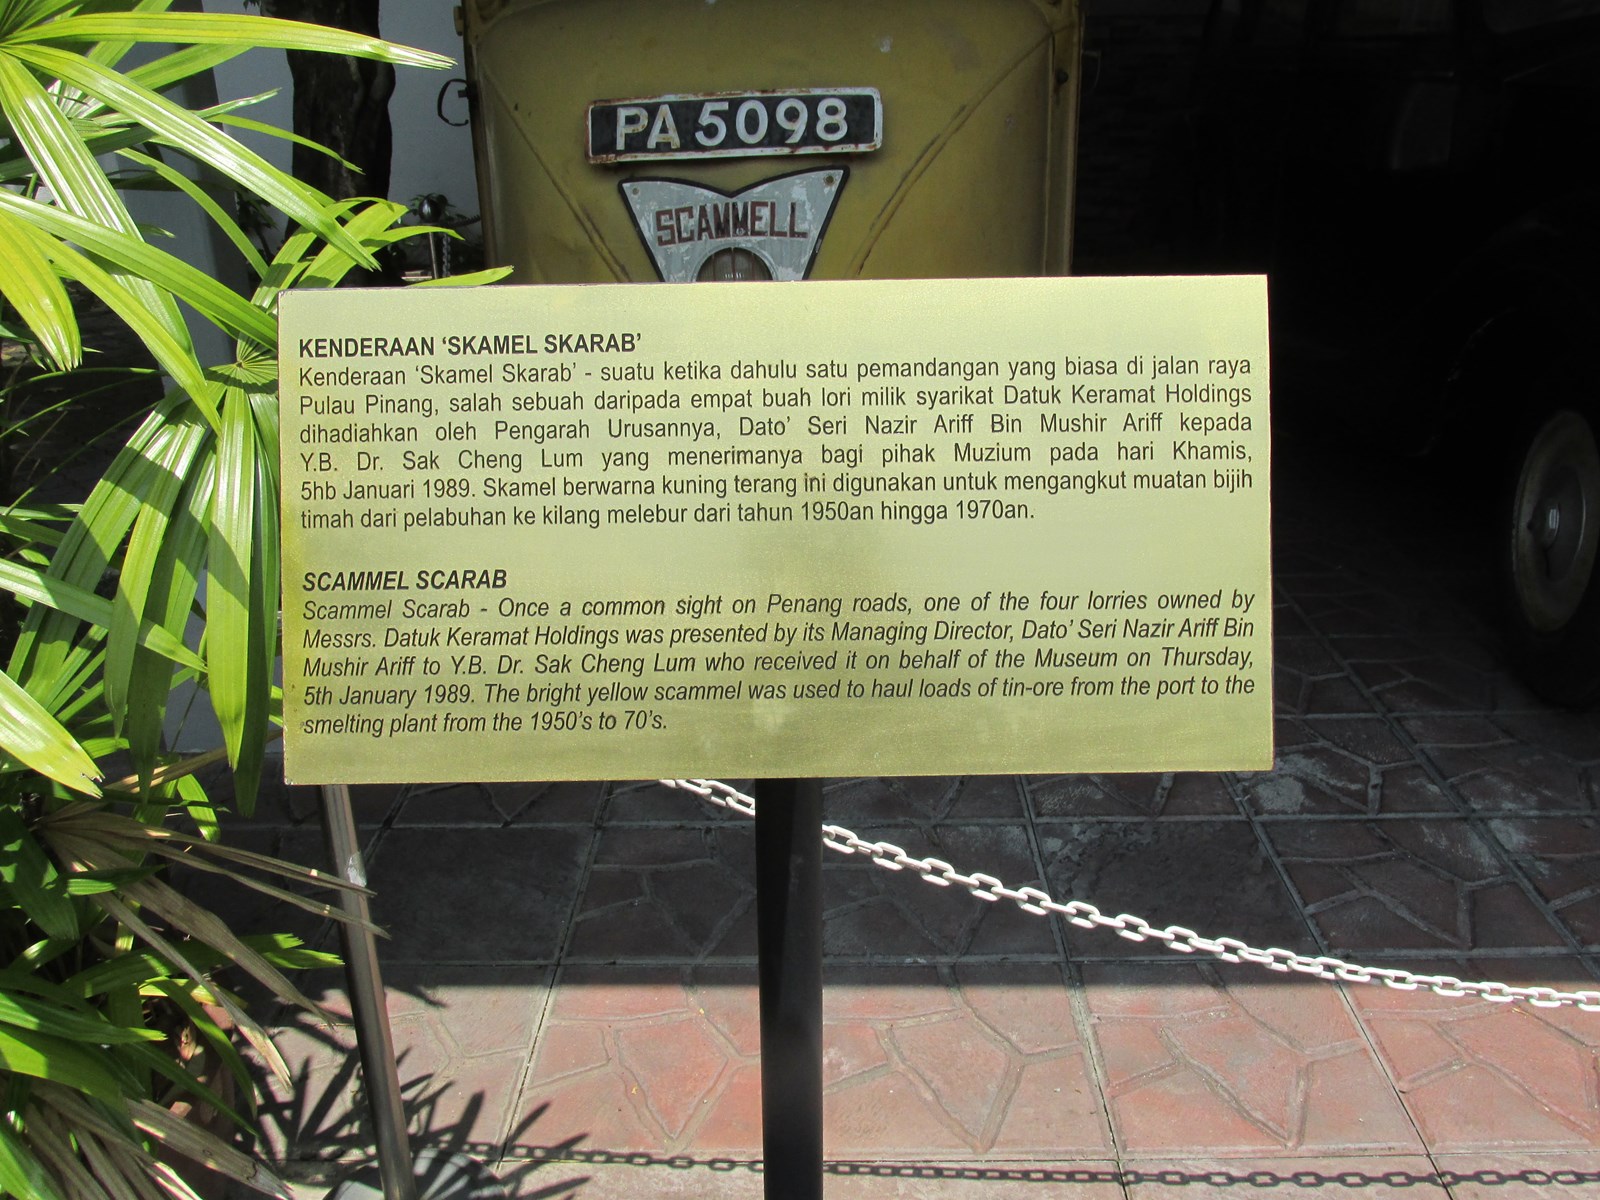 PA 5098
SCAMMELL
KENDERAAN ‘SKAMEL SKARAB’
Kenderaan ‘Skamel Skarab’ - suatu ketika dahulu satu pemandangan yang biasa di jalan raya
Pulau Pinang, salah sebuah daripada empat buah lori milik syarikat Datuk Keramat Holdings
dihadiahkan oleh Pengarah Urusannya, Dato’ Seri Nazir Ariff Bin Mushir Ariff kepada
Y.B. Dr. Sak Cheng Lum yang menerimanya bagi pihak Muzium pada hari Khamis,
5hb Januari 1989. Skamel berwarna kuning terang ini digunakan untuk mengangkut muatan bijih
timah dari pelabuhan ke kilang melebur dari tahun 1950an hingga 1970an.
SCAMMEL SCARAB
Scammel Scarab - Once a common sight on Penang roads, one of the four lorries owned by
Messrs. Datuk Keramat Holdings was presented by its Managing Director, Dato’ Seri Nazir Ariff Bin
Mushir Ariff to Y.B. Dr. Sak Cheng Lum who received it on behalf of the Museum on Thursday,
5th January 1989. The bright yellow scammel was used to haul loads of tin-ore from the port to the
smelting plant from the 1950’s to 70’s.